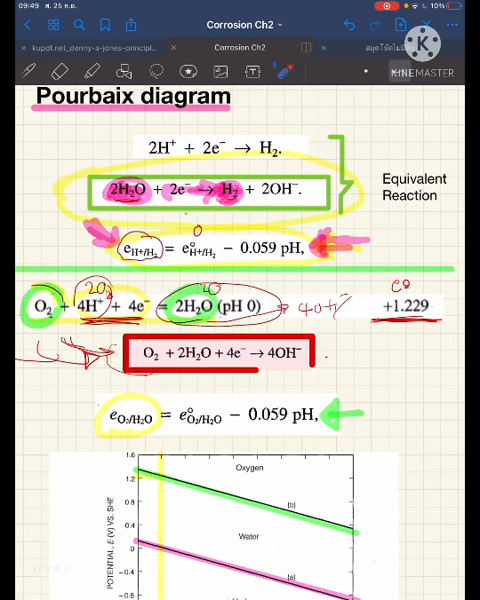 09:49 ส. 25 ก.ย.
10%
Corrosion Ch2
kupdf.net_denny-a-jones-principl...
Corrosion Ch2
K
KINEMASTER
Pourbaix diagram
2H⁺ + 2e⁻ → H₂.
2H₂O + 2e⁻ → H₂ + 2OH⁻.
Equivalent
Reaction
0
e_H+/H₂ = e°_H+/H₂ − 0.059 pH,
O₂ + 4H⁺ + 4e⁻ = 2H₂O (pH 0)
4OH⁻
e°
+1.229
O₂ + 2H₂O + 4e⁻ → 4OH⁻
e_O₂/H₂O = e°_O₂/H₂O − 0.059 pH,
1.6
Oxygen
1.2
0.8
(b)
0.4
Water
0
(a)
−0.4
−0.8
POTENTIAL, E (V) VS. SHE